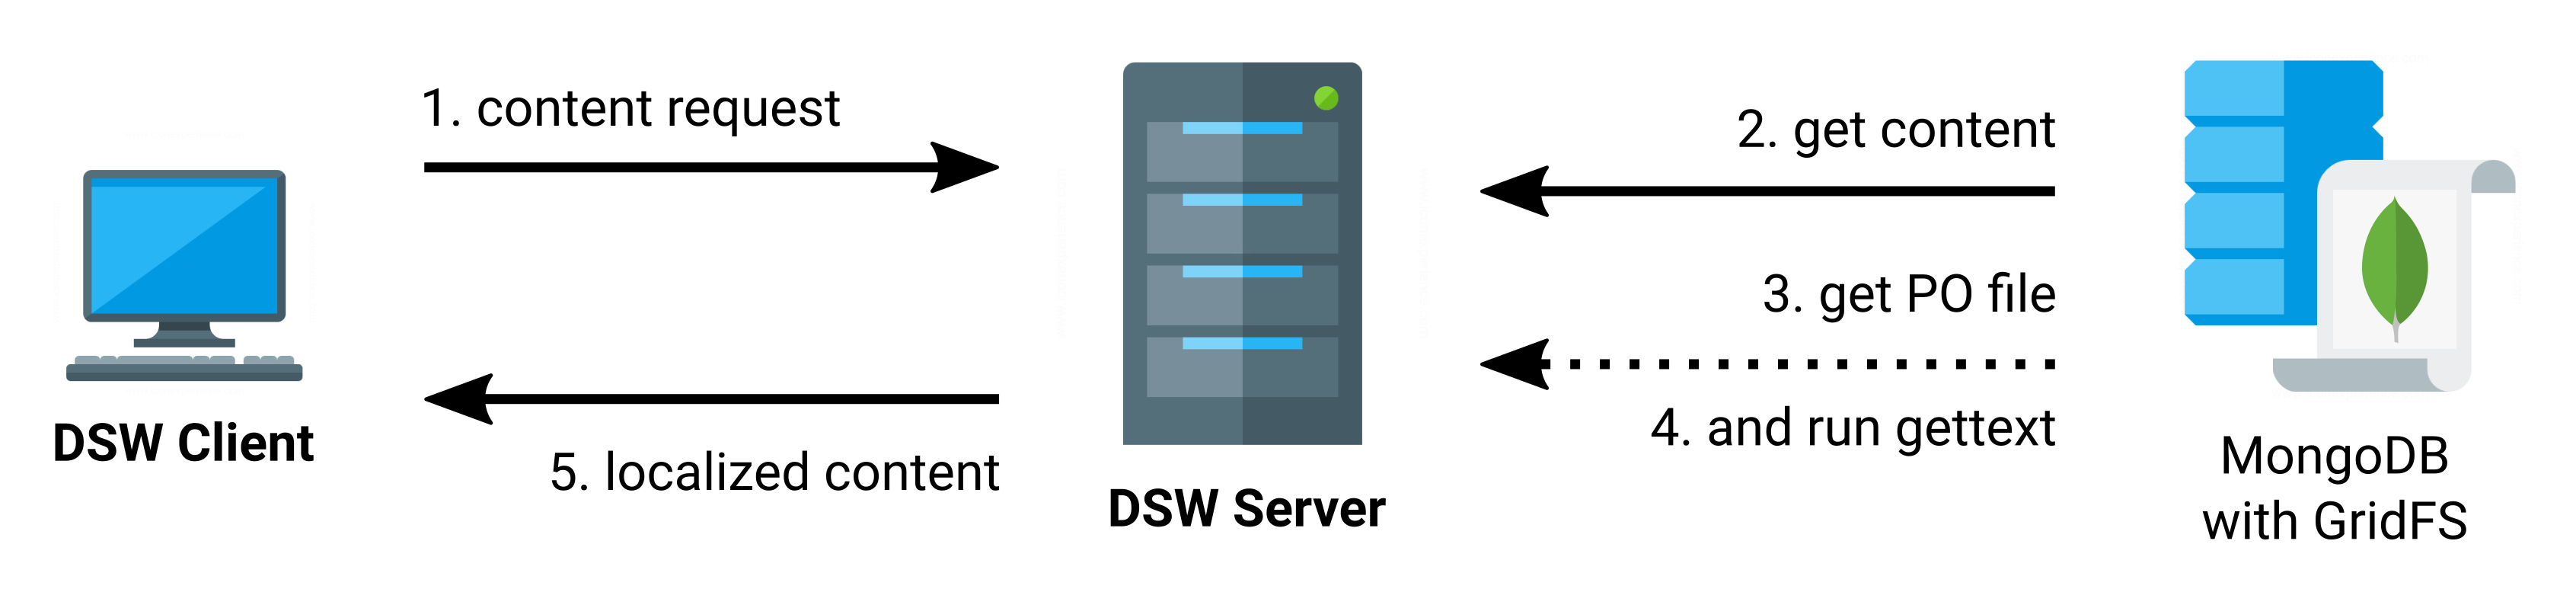 1. content request
2. get content
3. get PO file
4. and run gettext
5. localized content
DSW Client
DSW Server
MongoDB
with GridFS